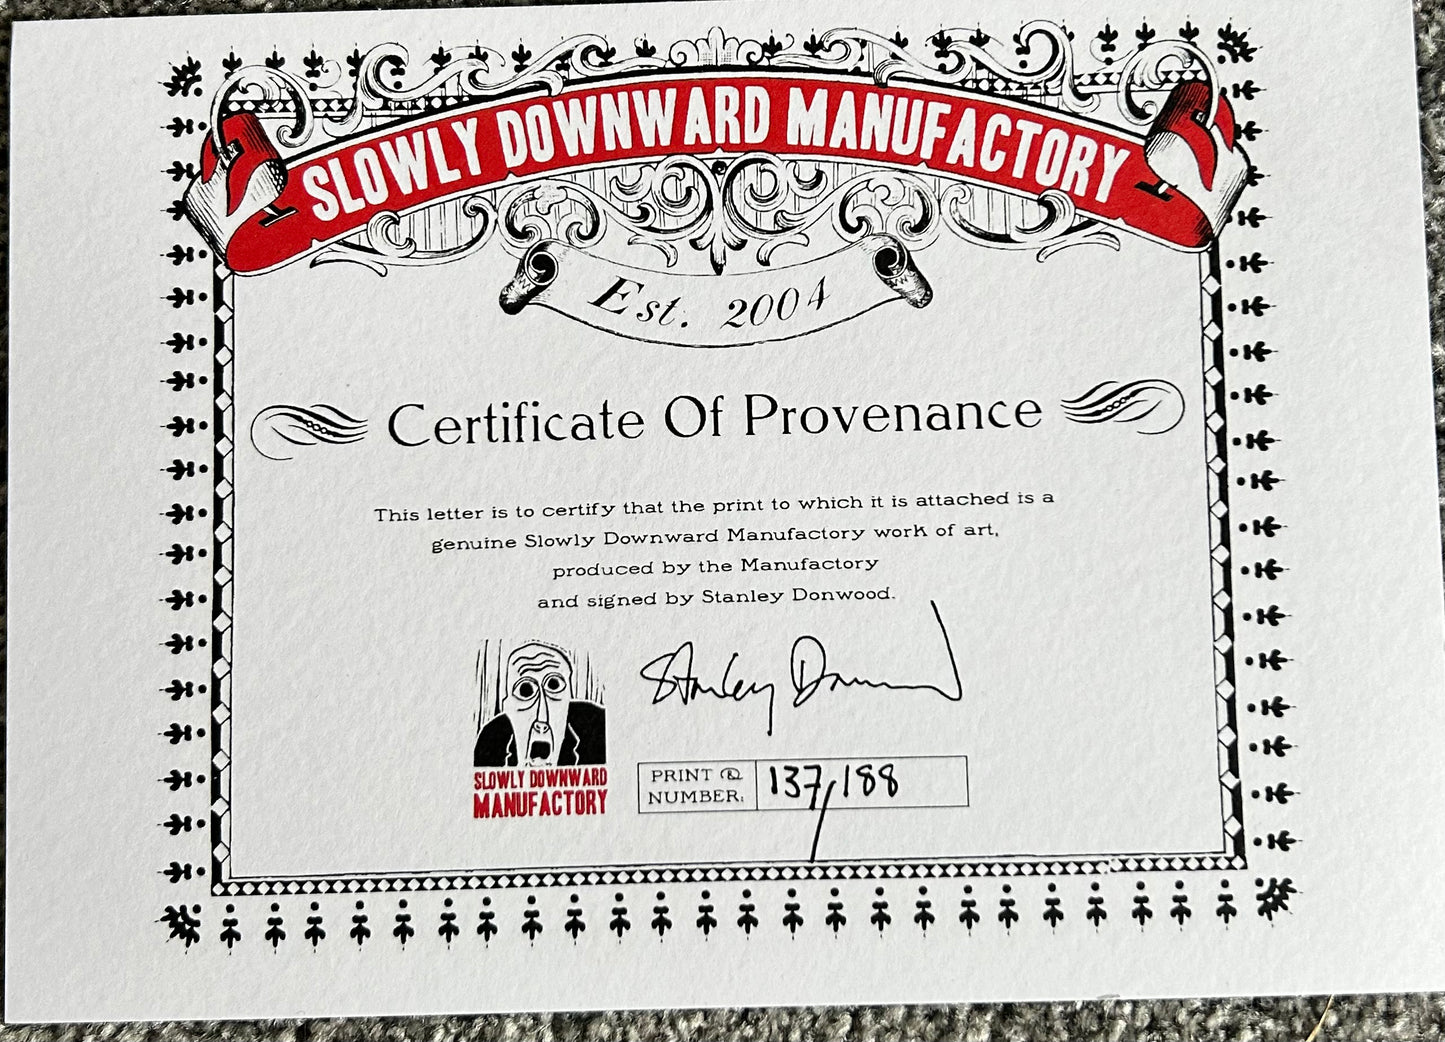 SLOWLY DOWNWARD MANUFACTORY
Est. 2004
Certificate Of Provenance
This letter is to certify that the print to which it is attached is a
genuine Slowly Downward Manufactory work of art,
produced by the Manufactory
and signed by Stanley Donwood.
Stanley Donwood
SLOWLY DOWNWARD
MANUFACTORY
PRINT
NUMBER:
137/188